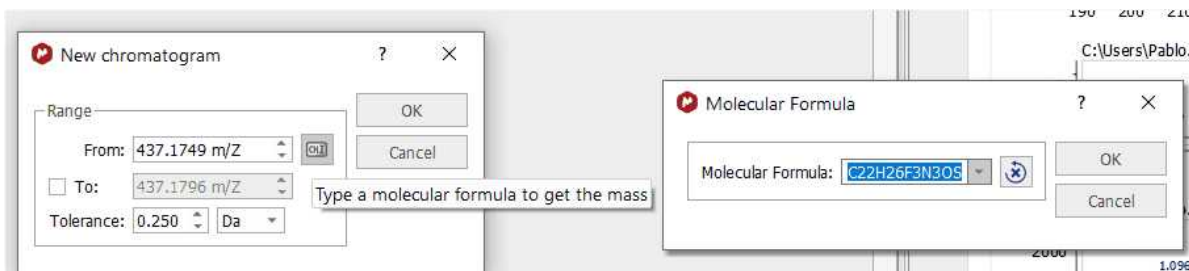 190 200 210
C:\Users\Pablo.
New chromatogram ? ×
Range
OK
From: 437.1749 m/Z
Cancel
To: 437.1796 m/Z
Type a molecular formula to get the mass
Tolerance: 0.250 Da
Molecular Formula ? ×
Molecular Formula: C22H26F3N3OS
OK
Cancel
2000
1.096